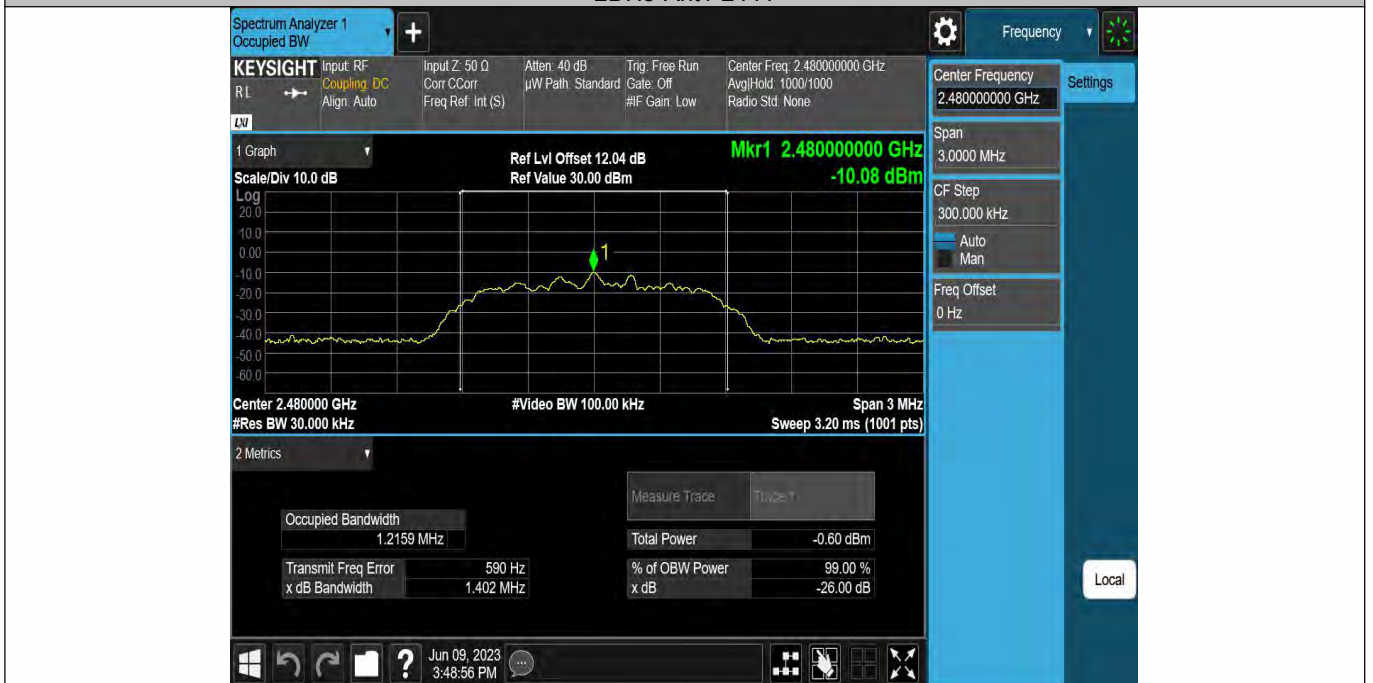 Spectrum Analyzer 1
Occupied BW
+
Frequency
KEYSIGHT
RL
LXI
Input: RF
Coupling: DC
Align: Auto
Input Z: 50 Ω
Corr CCorr
Freq Ref: Int (S)
Atten: 40 dB
µW Path: Standard
Trig: Free Run
Gate: Off
#IF Gain: Low
Center Freq: 2.480000000 GHz
Avg|Hold: 1000/1000
Radio Std: None
Center Frequency
2.480000000 GHz
Settings
Span
3.0000 MHz
CF Step
300.000 kHz
Auto
Man
Freq Offset
0 Hz
Local
1 Graph
Scale/Div 10.0 dB
Ref Lvl Offset 12.04 dB
Ref Value 30.00 dBm
Mkr1 2.480000000 GHz
-10.08 dBm
Log
20.0
10.0
0.00
-10.0
-20.0
-30.0
-40.0
-50.0
-60.0
1
Center 2.480000 GHz
#Video BW 100.00 kHz
Span 3 MHz
#Res BW 30.000 kHz
Sweep 3.20 ms (1001 pts)
2 Metrics
Measure Trace
Trace 1
Occupied Bandwidth
1.2159 MHz
Total Power
-0.60 dBm
Transmit Freq Error
590 Hz
% of OBW Power
99.00 %
x dB Bandwidth
1.402 MHz
x dB
-26.00 dB
?
Jun 09, 2023
3:48:56 PM